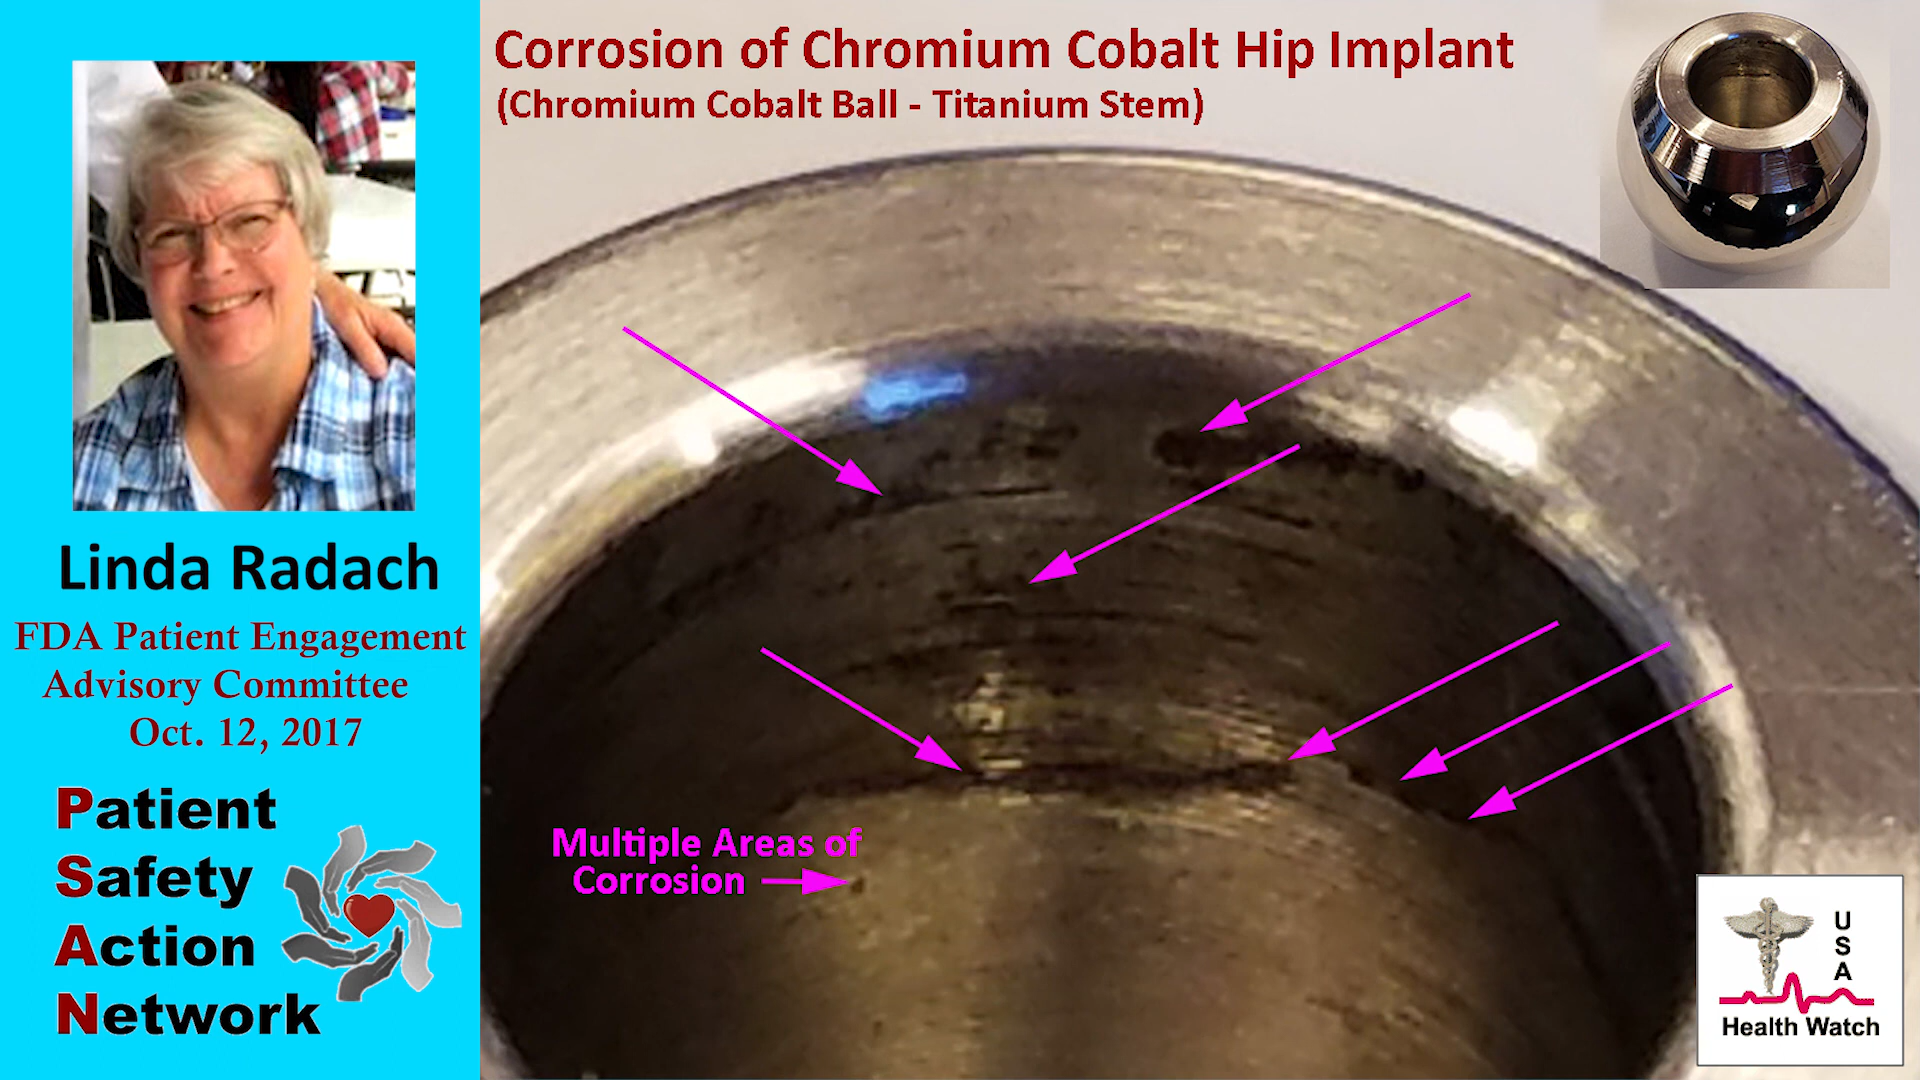 Corrosion of Chromium Cobalt Hip Implant
(Chromium Cobalt Ball - Titanium Stem)
Linda Radach
FDA Patient Engagement
Advisory Committee
Oct. 12, 2017
Patient
Safety
Action
Network
Multiple Areas of
Corrosion
USA
Health Watch